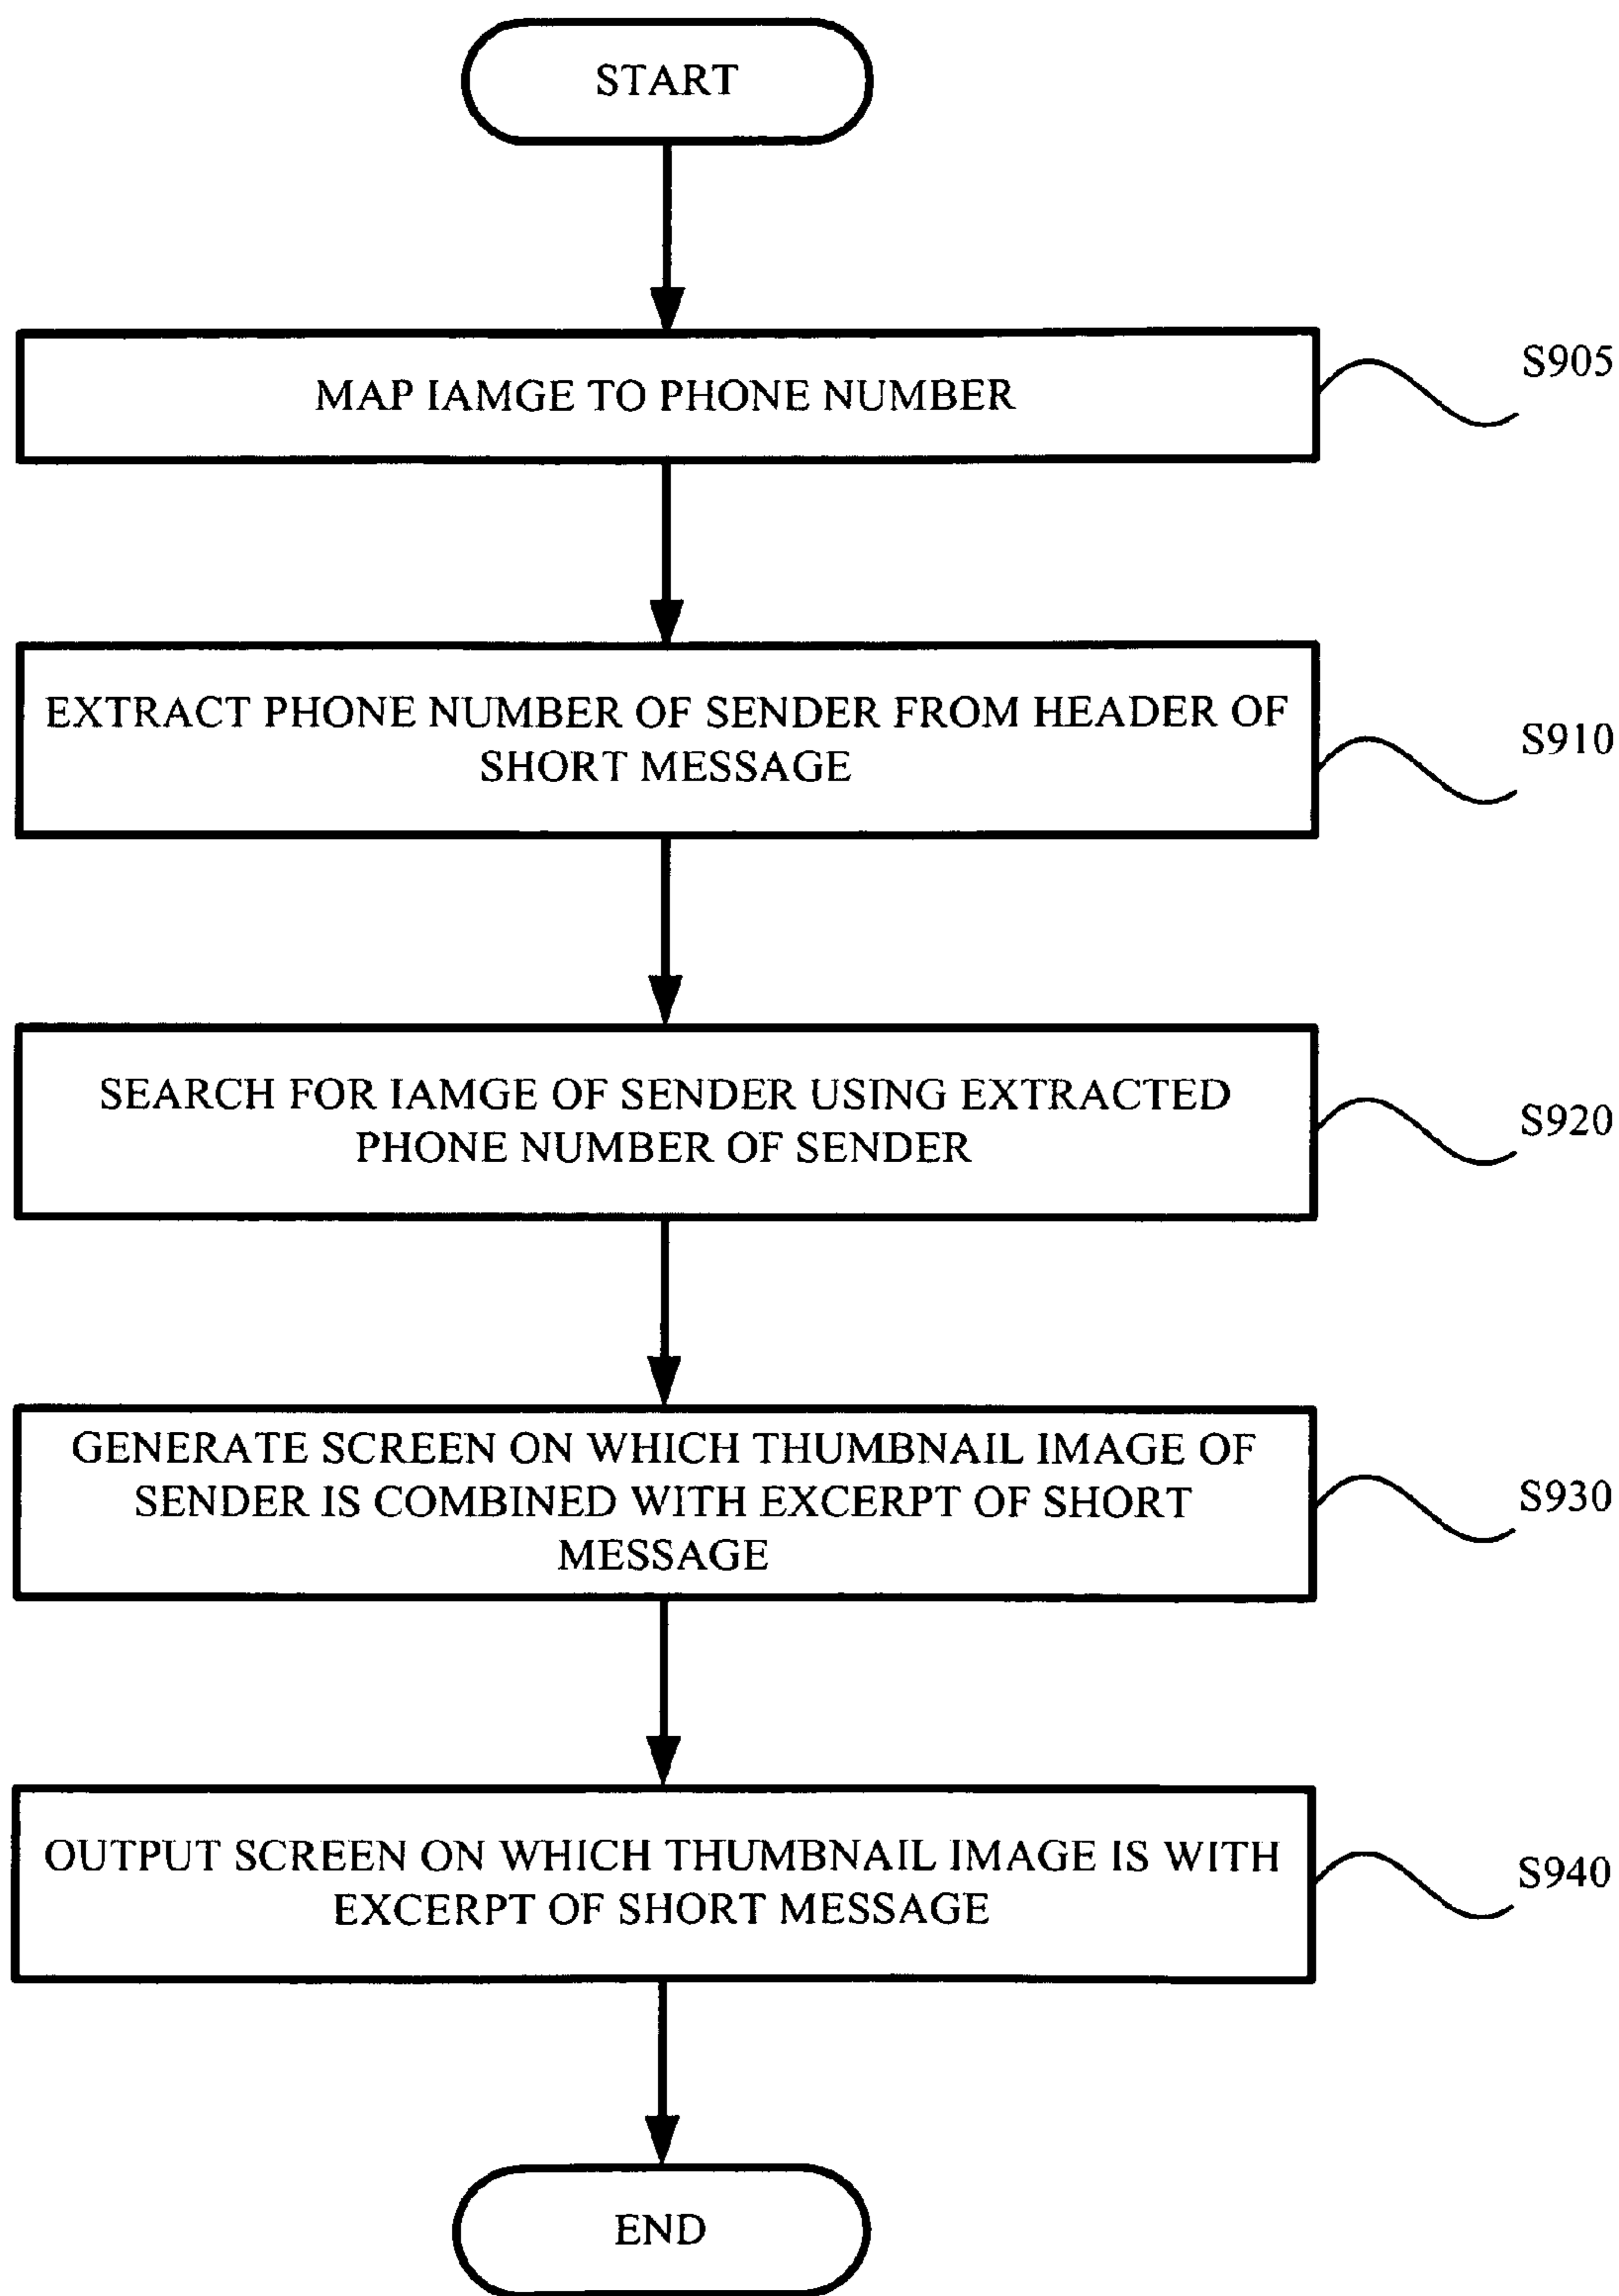 START
MAP IAMGE TO PHONE NUMBER
S905
EXTRACT PHONE NUMBER OF SENDER FROM HEADER OF
SHORT MESSAGE
S910
SEARCH FOR IAMGE OF SENDER USING EXTRACTED
PHONE NUMBER OF SENDER
S920
GENERATE SCREEN ON WHICH THUMBNAIL IMAGE OF
SENDER IS COMBINED WITH EXCERPT OF SHORT
MESSAGE
S930
OUTPUT SCREEN ON WHICH THUMBNAIL IMAGE IS WITH
EXCERPT OF SHORT MESSAGE
S940
END